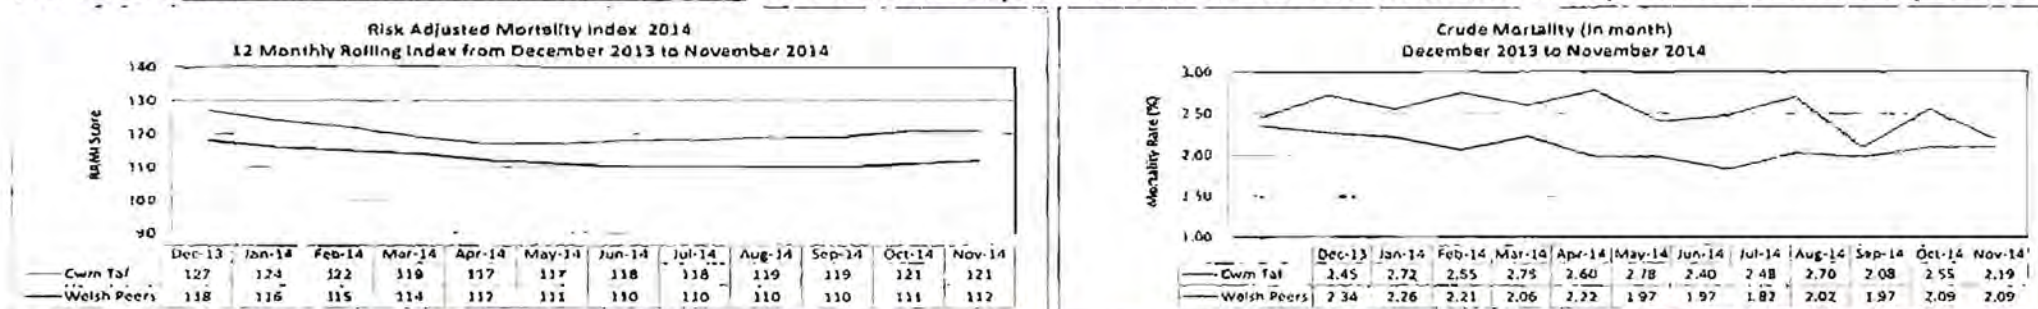 Risk Adjusted Mortality Index 2014
12 Monthly Rolling Index from December 2013 to November 2014
RAMI Score
140
130
120
110
100
90
Dec-13 Jan-14 Feb-14 Mar-14 Apr-14 May-14 Jun-14 Jul-14 Aug-14 Sep-14 Oct-14 Nov-14
Cwm Taf 127 124 122 119 117 117 118 118 119 119 121 121
Welsh Peers 118 116 115 114 112 111 110 110 110 110 111 112
Crude Mortality (in month)
December 2013 to November 2014
Mortality Rate (%)
3.00
2.50
2.00
1.50
1.00
Dec-13 Jan-14 Feb-14 Mar-14 Apr-14 May-14 Jun-14 Jul-14 Aug-14 Sep-14 Oct-14 Nov-14
Cwm Taf 2.45 2.72 2.55 2.75 2.60 2.78 2.40 2.48 2.70 2.08 2.55 2.19
Welsh Peers 2.34 2.26 2.21 2.06 2.22 1.97 1.97 1.82 2.02 1.97 2.09 2.09